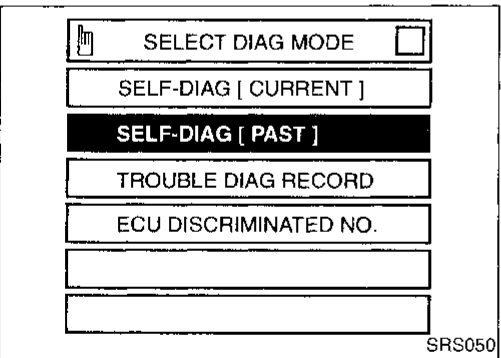 SELECT DIAG MODE
SELF-DIAG [ CURRENT ]
SELF-DIAG [ PAST ]
TROUBLE DIAG RECORD
ECU DISCRIMINATED NO.
SRS050